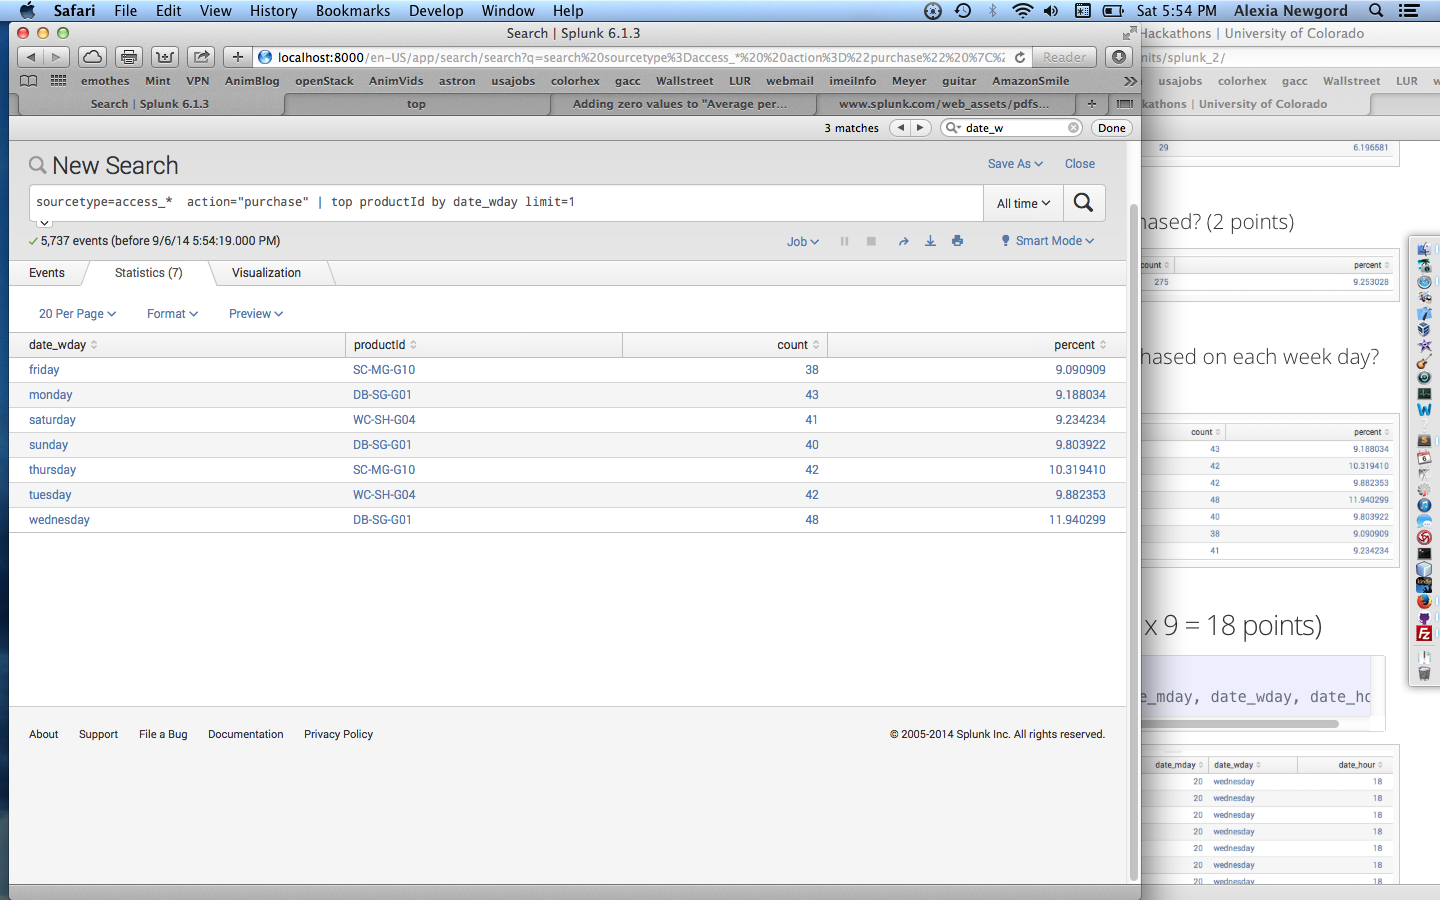 Safari File Edit View History Bookmarks Develop Window Help Sat 5:54 PM Alexia Newgord
Search | Splunk 6.1.3
localhost:8000/en-US/app/search/search?q=search%20sourcetype%3Daccess_*%20%20action%3D%22purchase%22%20%7C%2 Reader
emothes Mint VPN AnimBlog openStack AnimVids astron usajobs colorhex gacc Wallstreet LUR webmail imeiInfo Meyer guitar AmazonSmile
Search | Splunk 6.1.3 top Adding zero values to "Average per... www.splunk.com/web_assets/pdfs...
3 matches date_w Done
New Search
Save As Close
sourcetype=access_*  action="purchase" | top productId by date_wday limit=1
All time
5,737 events (before 9/6/14 5:54:19.000 PM)
Job Smart Mode
Events Statistics (7) Visualization
20 Per Page Format Preview
date_wday productId count percent
friday SC-MG-G10 38 9.090909
monday DB-SG-G01 43 9.188034
saturday WC-SH-G04 41 9.234234
sunday DB-SG-G01 40 9.803922
thursday SC-MG-G10 42 10.319410
tuesday WC-SH-G04 42 9.882353
wednesday DB-SG-G01 48 11.940299
About Support File a Bug Documentation Privacy Policy
© 2005-2014 Splunk Inc. All rights reserved.
Hackathons | University of Colorado
nits/splunk_2/
usajobs colorhex gacc Wallstreet LUR w
kathons | University of Colorado
29 6.196581
hased? (2 points)
count percent
275 9.253028
hased on each week day?
count percent
43 9.188034
42 10.319410
42 9.882353
48 11.940299
40 9.803922
38 9.090909
41 9.234234
x 9 = 18 points)
e_mday, date_wday, date_ho
date_mday date_wday date_hour
20 wednesday 18
20 wednesday 18
20 wednesday 18
20 wednesday 18
20 wednesday 18
20 wednesday 18
20 wednesday 18